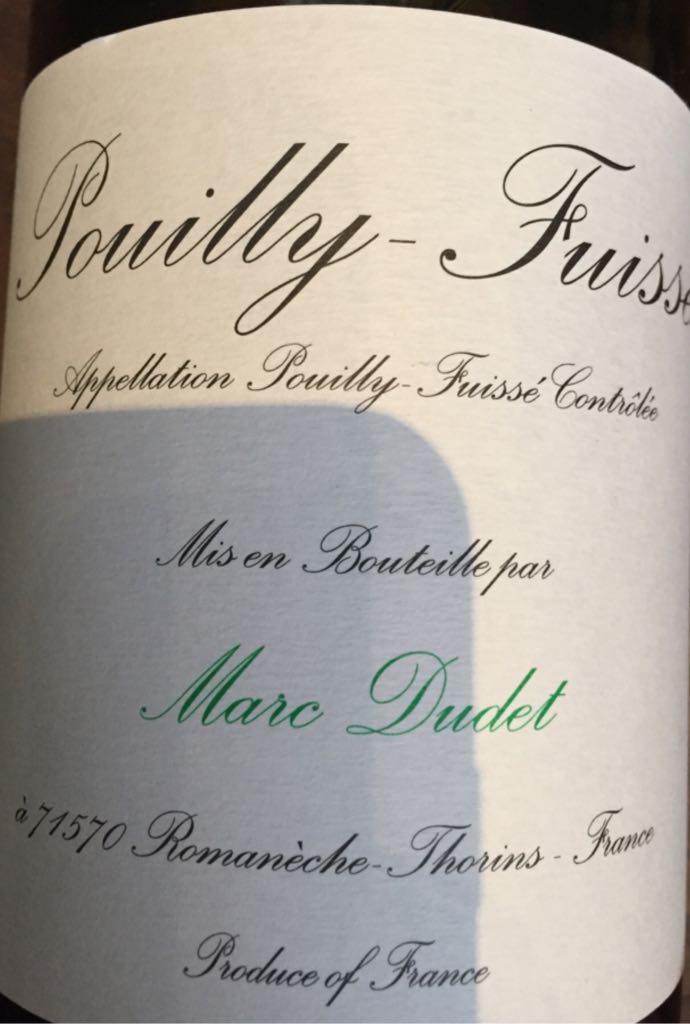 Pouilly-Fuissé
Appellation Pouilly-Fuissé Contrôlée
Mis en Bouteille par
Marc Dudet
à 71570 Romanèche-Thorins - France
Produce of France